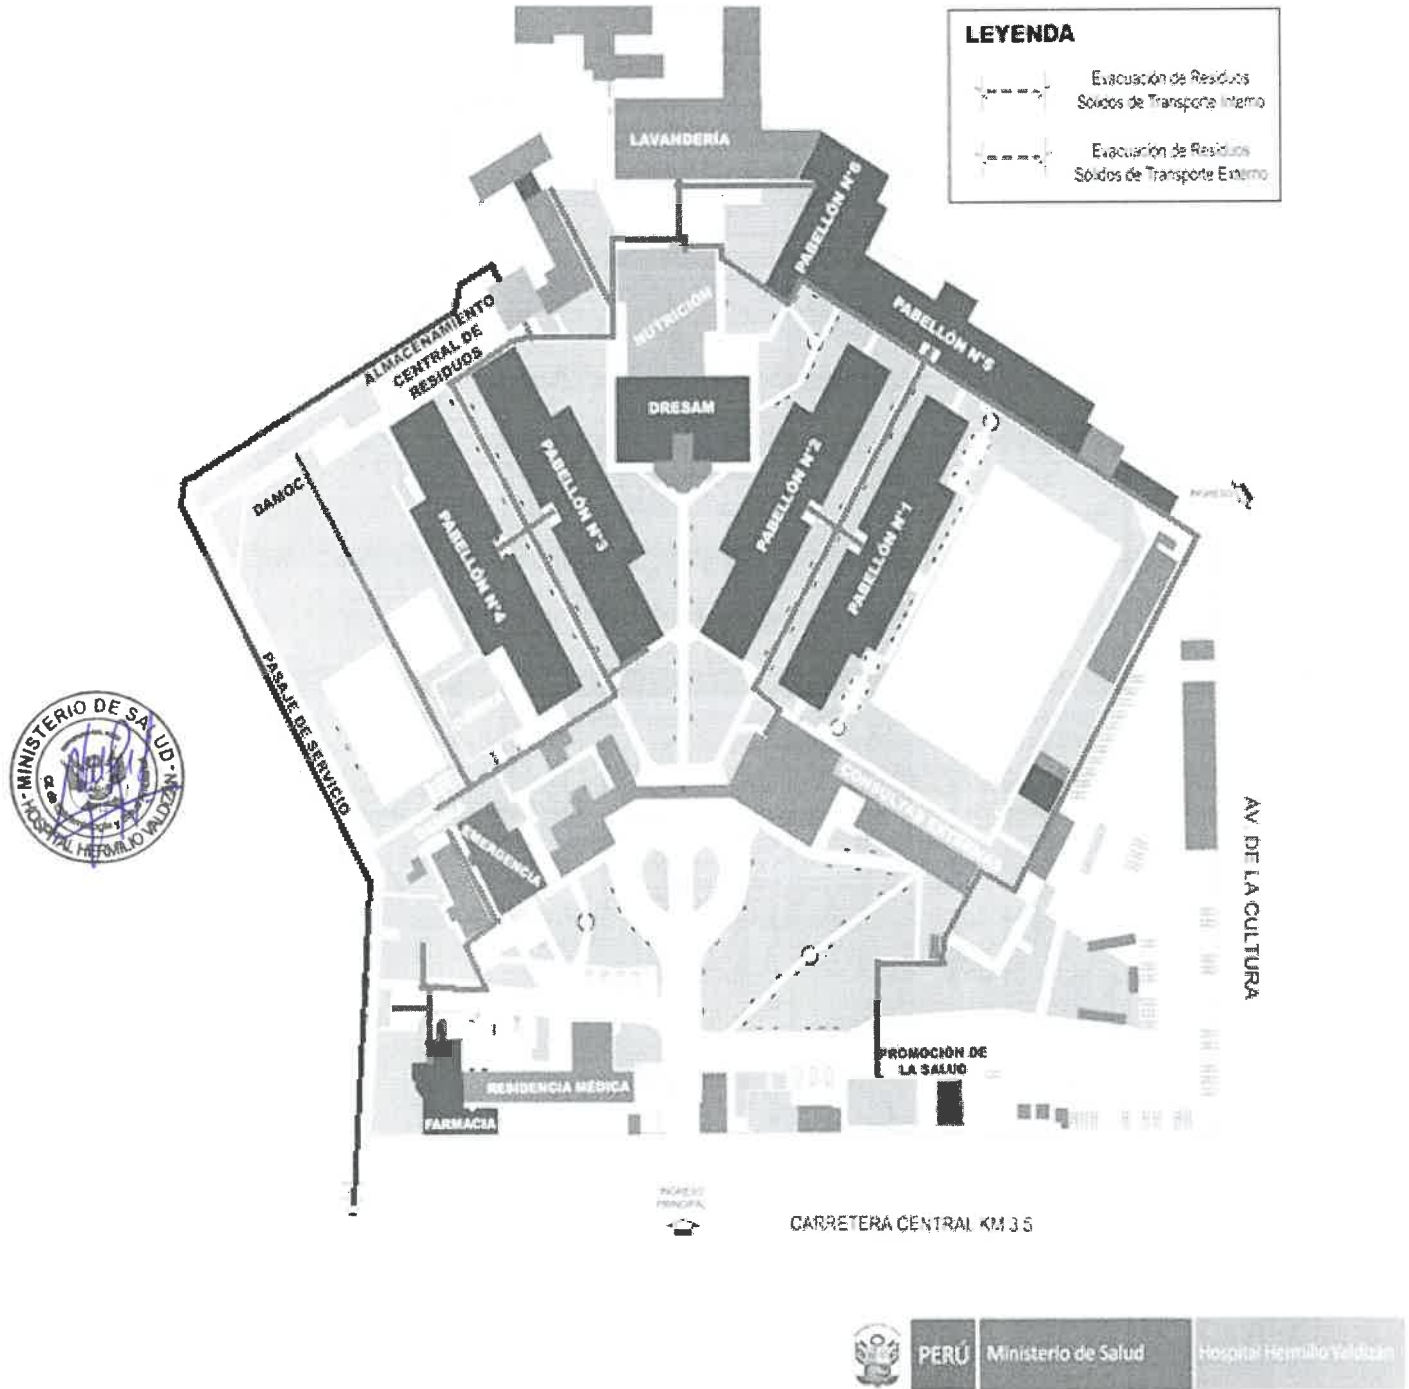 LEYENDA
Evacuación de Residuos
Sólidos de Transporte Interno
Evacuación de Residuos
Sólidos de Transporte Externo
LAVANDERÍA
PABELLÓN N°6
NUTRICIÓN
PABELLÓN N°5
ALMACENAMIENTO
CENTRAL DE
RESIDUOS
DRESAM
PABELLÓN N°2
PABELLÓN N°3
DAMOC
PABELLÓN N°1
PABELLÓN N°4
INGRESO
PASAJE DE SERVICIO
MINISTERIO DE SALUD
HOSPITAL HERMILIO VALDIZÁN
EMERGENCIA
AV. DE LA CULTURA
PROMOCIÓN DE
LA SALUD
RESIDENCIA MÉDICA
FARMACIA
INGRESO
PRINCIPAL
CARRETERA CENTRAL KM 3.5
PERÚ
Ministerio de Salud
Hospital Hermilio Valdizán